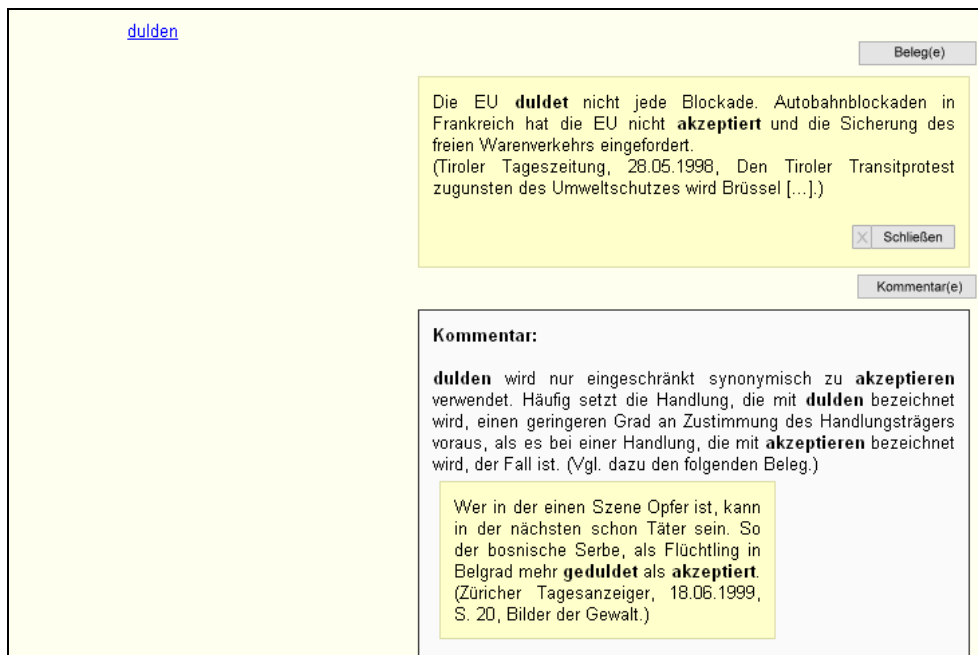 dulden
Beleg(e)
Die EU duldet nicht jede Blockade. Autobahnblockaden in
Frankreich hat die EU nicht akzeptiert und die Sicherung des
freien Warenverkehrs eingefordert.
(Tiroler Tageszeitung, 28.05.1998, Den Tiroler Transitprotest
zugunsten des Umweltschutzes wird Brüssel [...].)
X Schließen
Kommentar(e)
Kommentar:
dulden wird nur eingeschränkt synonymisch zu akzeptieren
verwendet. Häufig setzt die Handlung, die mit dulden bezeichnet
wird, einen geringeren Grad an Zustimmung des Handlungsträgers
voraus, als es bei einer Handlung, die mit akzeptieren bezeichnet
wird, der Fall ist. (Vgl. dazu den folgenden Beleg.)
Wer in der einen Szene Opfer ist, kann
in der nächsten schon Täter sein. So
der bosnische Serbe, als Flüchtling in
Belgrad mehr geduldet als akzeptiert.
(Züricher Tagesanzeiger, 18.06.1999,
S. 20, Bilder der Gewalt.)